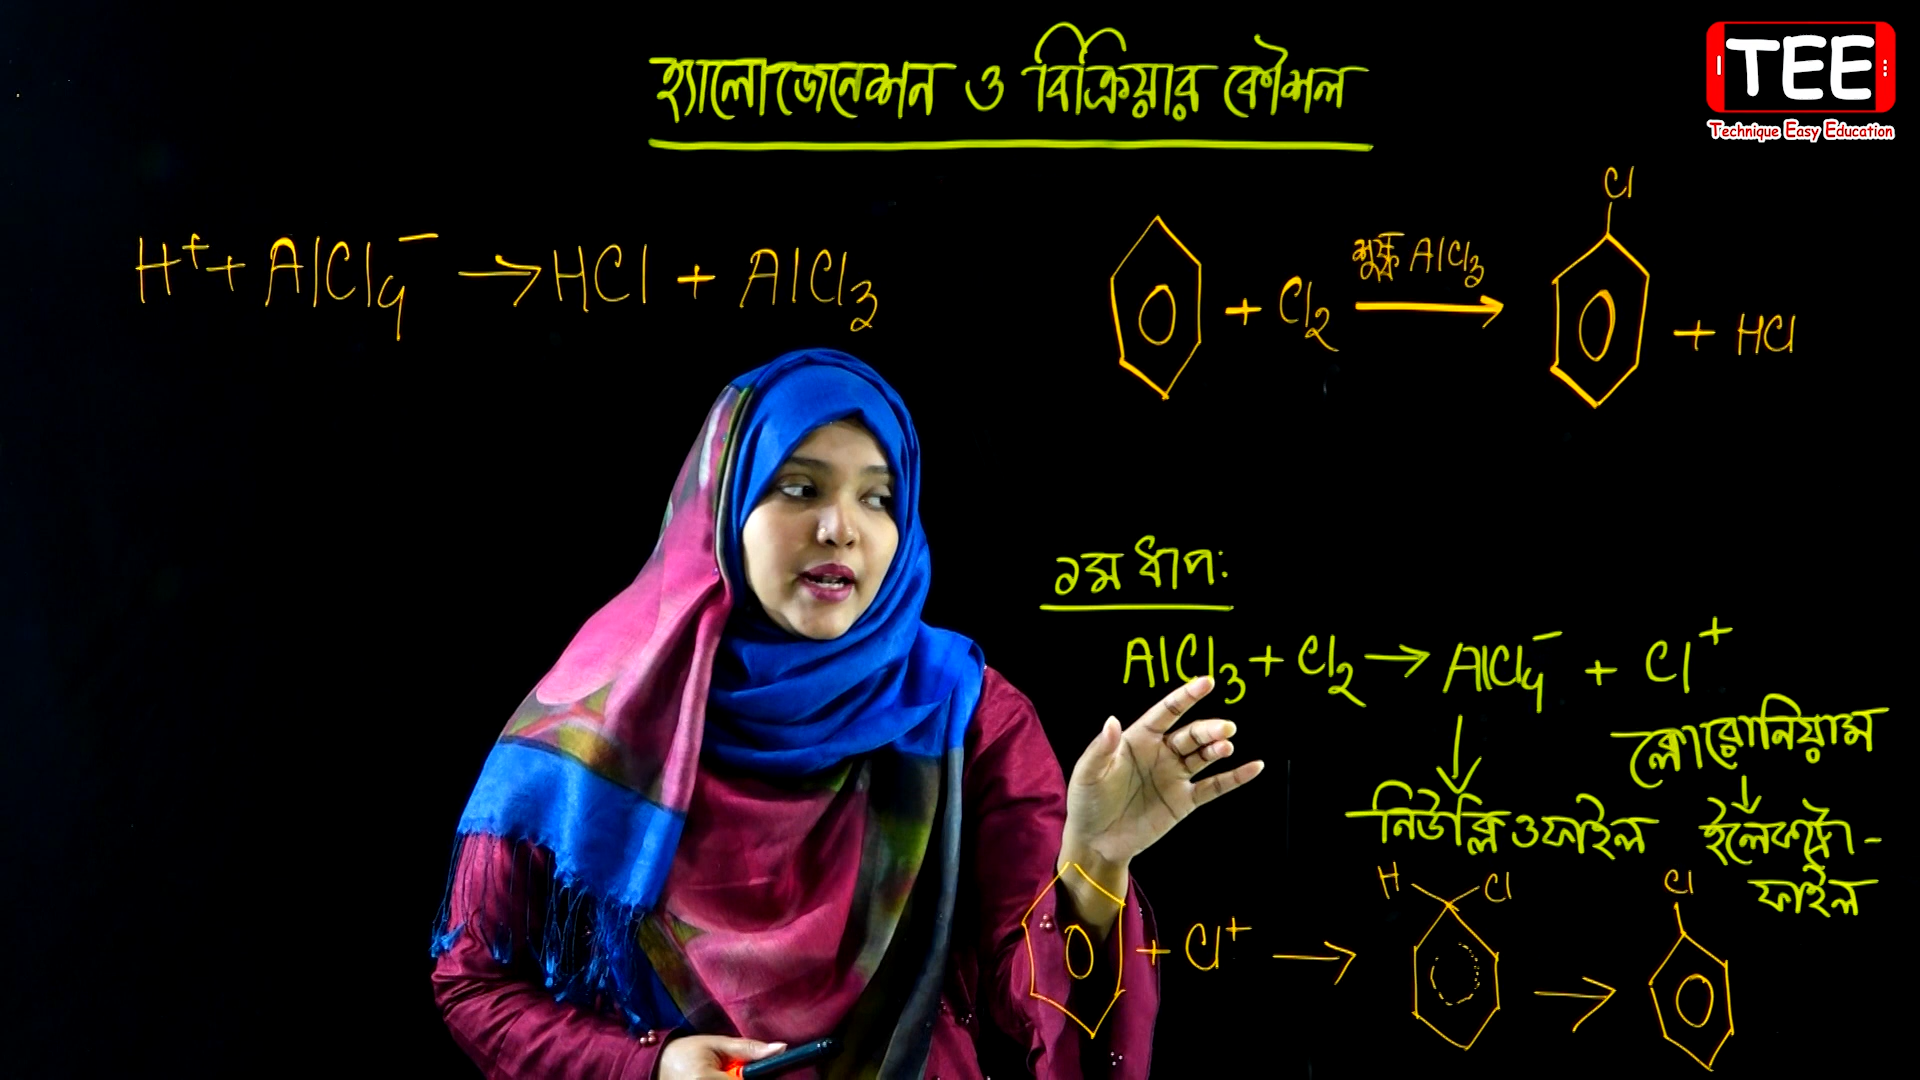 হ্যালোজেনেশন ও বিক্রিয়ার কৌশল
TEE
Technique Easy Education
H⁺ + AlCl₄⁻ → HCl + AlCl₃
+ Cl₂ শুষ্ক AlCl₃ → Cl + HCl
১ম ধাপ:
AlCl₃ + Cl₂ → AlCl₄⁻ + Cl⁺
ক্লোরোনিয়াম
নিউক্লিওফাইল ইলেকট্রো-
ফাইল
+ Cl⁺ → H Cl → Cl